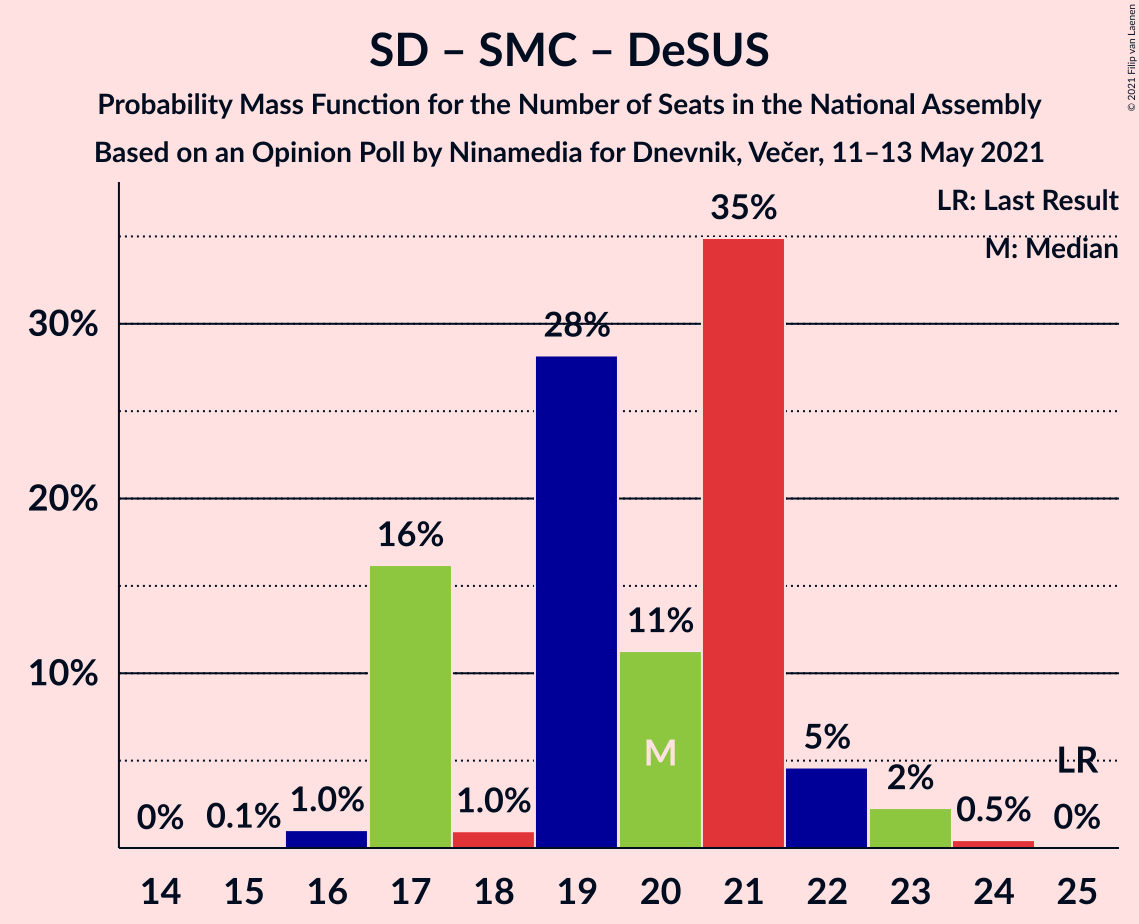 SD – SMC – DeSUS
Probability Mass Function for the Number of Seats in the National Assembly
Based on an Opinion Poll by Ninamedia for Dnevnik, Večer, 11–13 May 2021
© 2021 Filip van Laenen
LR: Last Result
M: Median
30%
20%
10%
0%
0.1%
1.0%
16%
1.0%
28%
11%
35%
5%
2%
0.5%
0%
M
LR
14 15 16 17 18 19 20 21 22 23 24 25